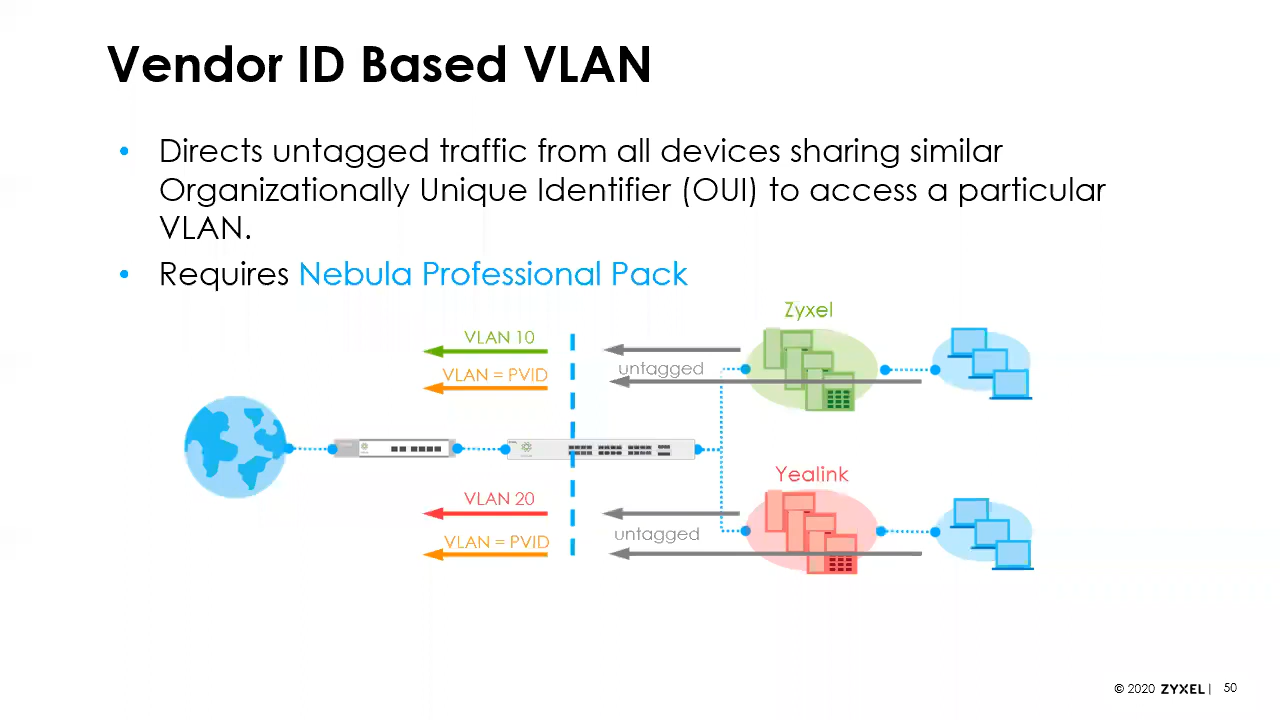 Vendor ID Based VLAN
• Directs untagged traffic from all devices sharing similar
Organizationally Unique Identifier (OUI) to access a particular
VLAN.
• Requires Nebula Professional Pack
Zyxel
VLAN 10
untagged
VLAN = PVID
Yealink
VLAN 20
untagged
VLAN = PVID
© 2020 ZYXEL | 50